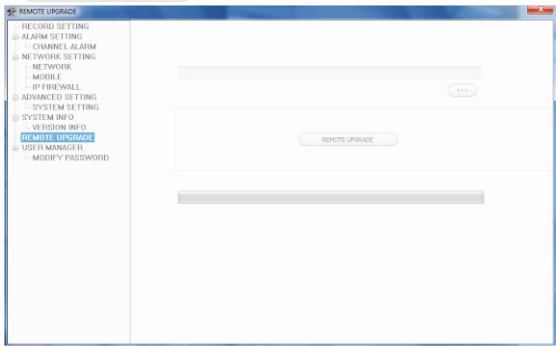 REMOTE UPGRADE
RECORD SETTING
ALARM SETTING
CHANNEL ALARM
NETWORK SETTING
NETWORK
MOBILE
IP FIREWALL
ADVANCED SETTING
SYSTEM SETTING
SYSTEM INFO
VERSION INFO
REMOTE UPGRADE
USER MANAGER
MODIFY PASSWORD
...
REMOTE UPGRADE